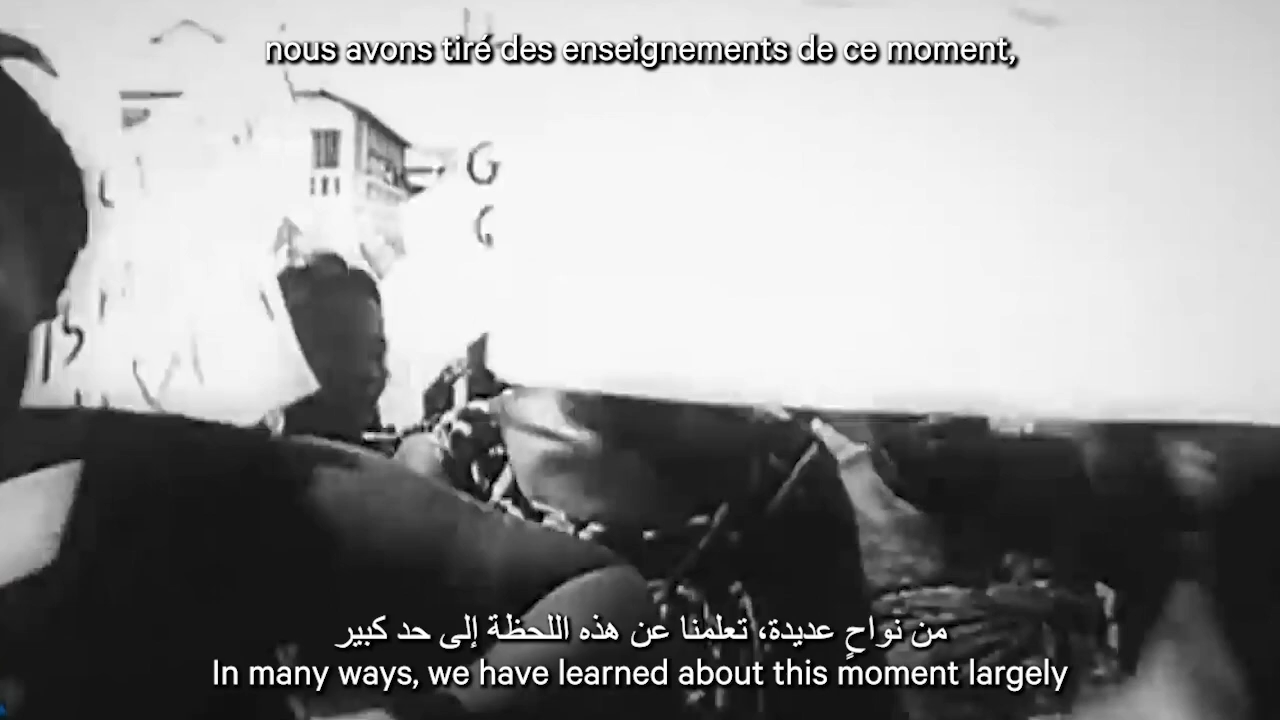 nous avons tiré des enseignements de ce moment,
G
G
من نواحٍ عديدة، تعلمنا عن هذه اللحظة إلى حد كبير
In many ways, we have learned about this moment largely